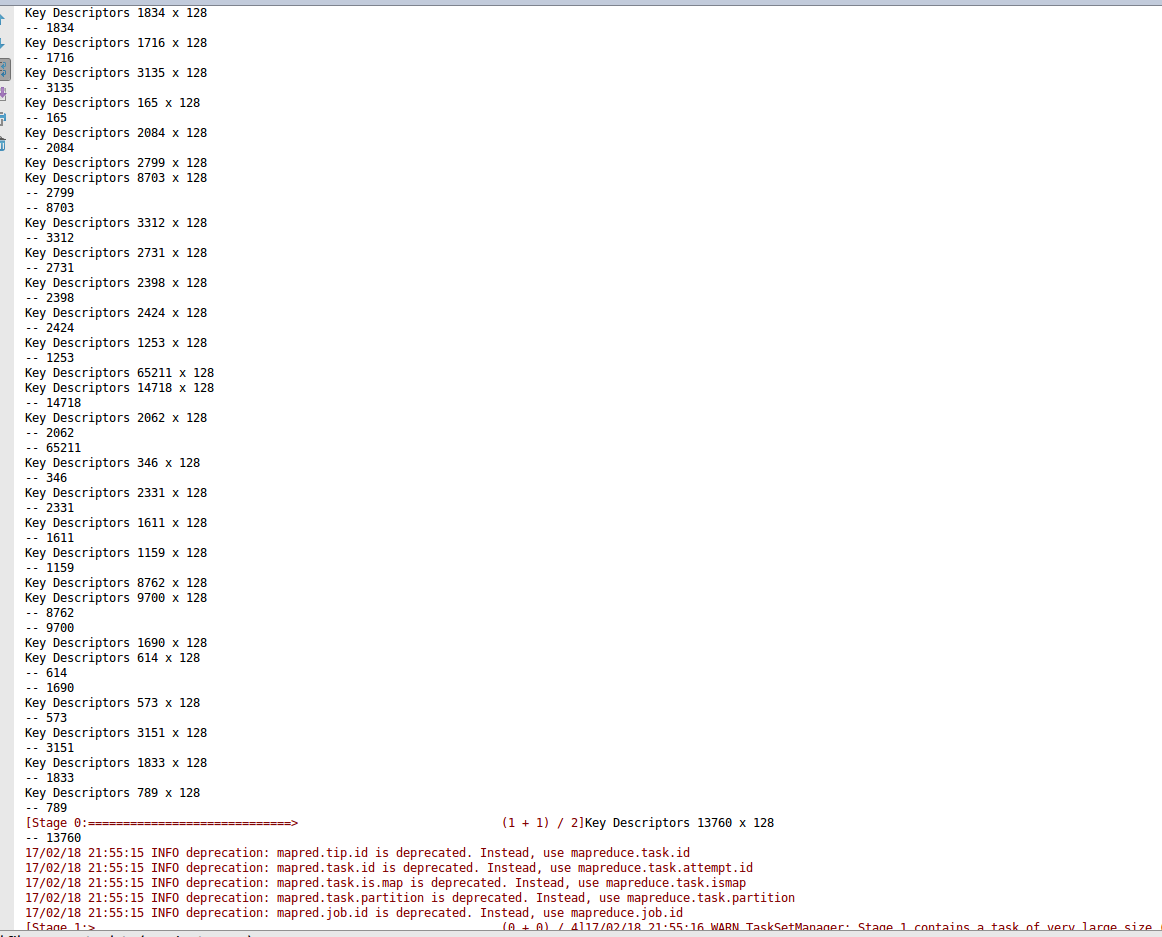 Key Descriptors 1834 x 128
-- 1834
Key Descriptors 1716 x 128
-- 1716
Key Descriptors 3135 x 128
-- 3135
Key Descriptors 165 x 128
-- 165
Key Descriptors 2084 x 128
-- 2084
Key Descriptors 2799 x 128
Key Descriptors 8703 x 128
-- 2799
-- 8703
Key Descriptors 3312 x 128
-- 3312
Key Descriptors 2731 x 128
-- 2731
Key Descriptors 2398 x 128
-- 2398
Key Descriptors 2424 x 128
-- 2424
Key Descriptors 1253 x 128
-- 1253
Key Descriptors 65211 x 128
Key Descriptors 14718 x 128
-- 14718
Key Descriptors 2062 x 128
-- 2062
-- 65211
Key Descriptors 346 x 128
-- 346
Key Descriptors 2331 x 128
-- 2331
Key Descriptors 1611 x 128
-- 1611
Key Descriptors 1159 x 128
-- 1159
Key Descriptors 8762 x 128
Key Descriptors 9700 x 128
-- 8762
-- 9700
Key Descriptors 1690 x 128
Key Descriptors 614 x 128
-- 614
-- 1690
Key Descriptors 573 x 128
-- 573
Key Descriptors 3151 x 128
-- 3151
Key Descriptors 1833 x 128
-- 1833
Key Descriptors 789 x 128
-- 789
[Stage 0:=============================> (1 + 1) / 2]Key Descriptors 13760 x 128
-- 13760
17/02/18 21:55:15 INFO deprecation: mapred.tip.id is deprecated. Instead, use mapreduce.task.id
17/02/18 21:55:15 INFO deprecation: mapred.task.id is deprecated. Instead, use mapreduce.task.attempt.id
17/02/18 21:55:15 INFO deprecation: mapred.task.is.map is deprecated. Instead, use mapreduce.task.ismap
17/02/18 21:55:15 INFO deprecation: mapred.task.partition is deprecated. Instead, use mapreduce.task.partition
17/02/18 21:55:15 INFO deprecation: mapred.job.id is deprecated. Instead, use mapreduce.job.id
[Stage 1:> (0 + 0) / 4]17/02/18 21:55:16 WARN TaskSetManager: Stage 1 contains a task of very large size